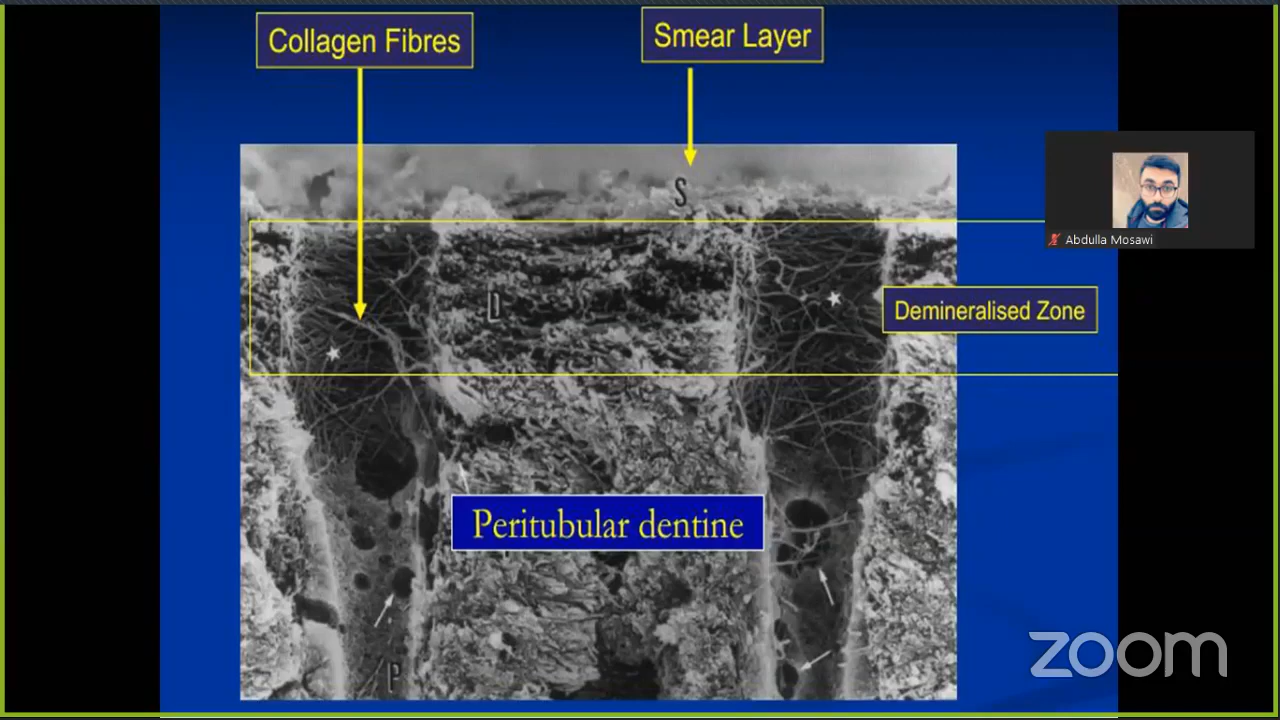 Collagen Fibres
Smear Layer
S
Abdulla Mosawi
D
Demineralised Zone
Peritubular dentine
P
zoom